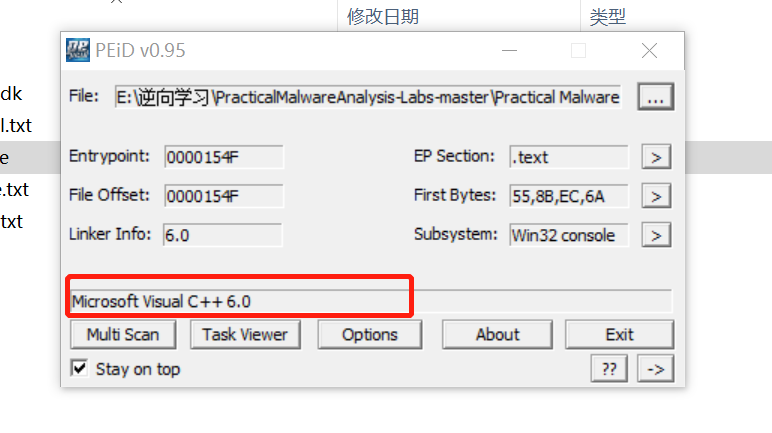 修改日期 类型
PEiD v0.95
dk
File: E:\逆向学习\PracticalMalwareAnalysis-Labs-master\Practical Malware ...
l.txt
e
Entrypoint: 0000154F EP Section: .text >
e.txt
File Offset: 0000154F First Bytes: 55,8B,EC,6A >
txt
Linker Info: 6.0 Subsystem: Win32 console >
Microsoft Visual C++ 6.0
Multi Scan Task Viewer Options About Exit
Stay on top ?? ->